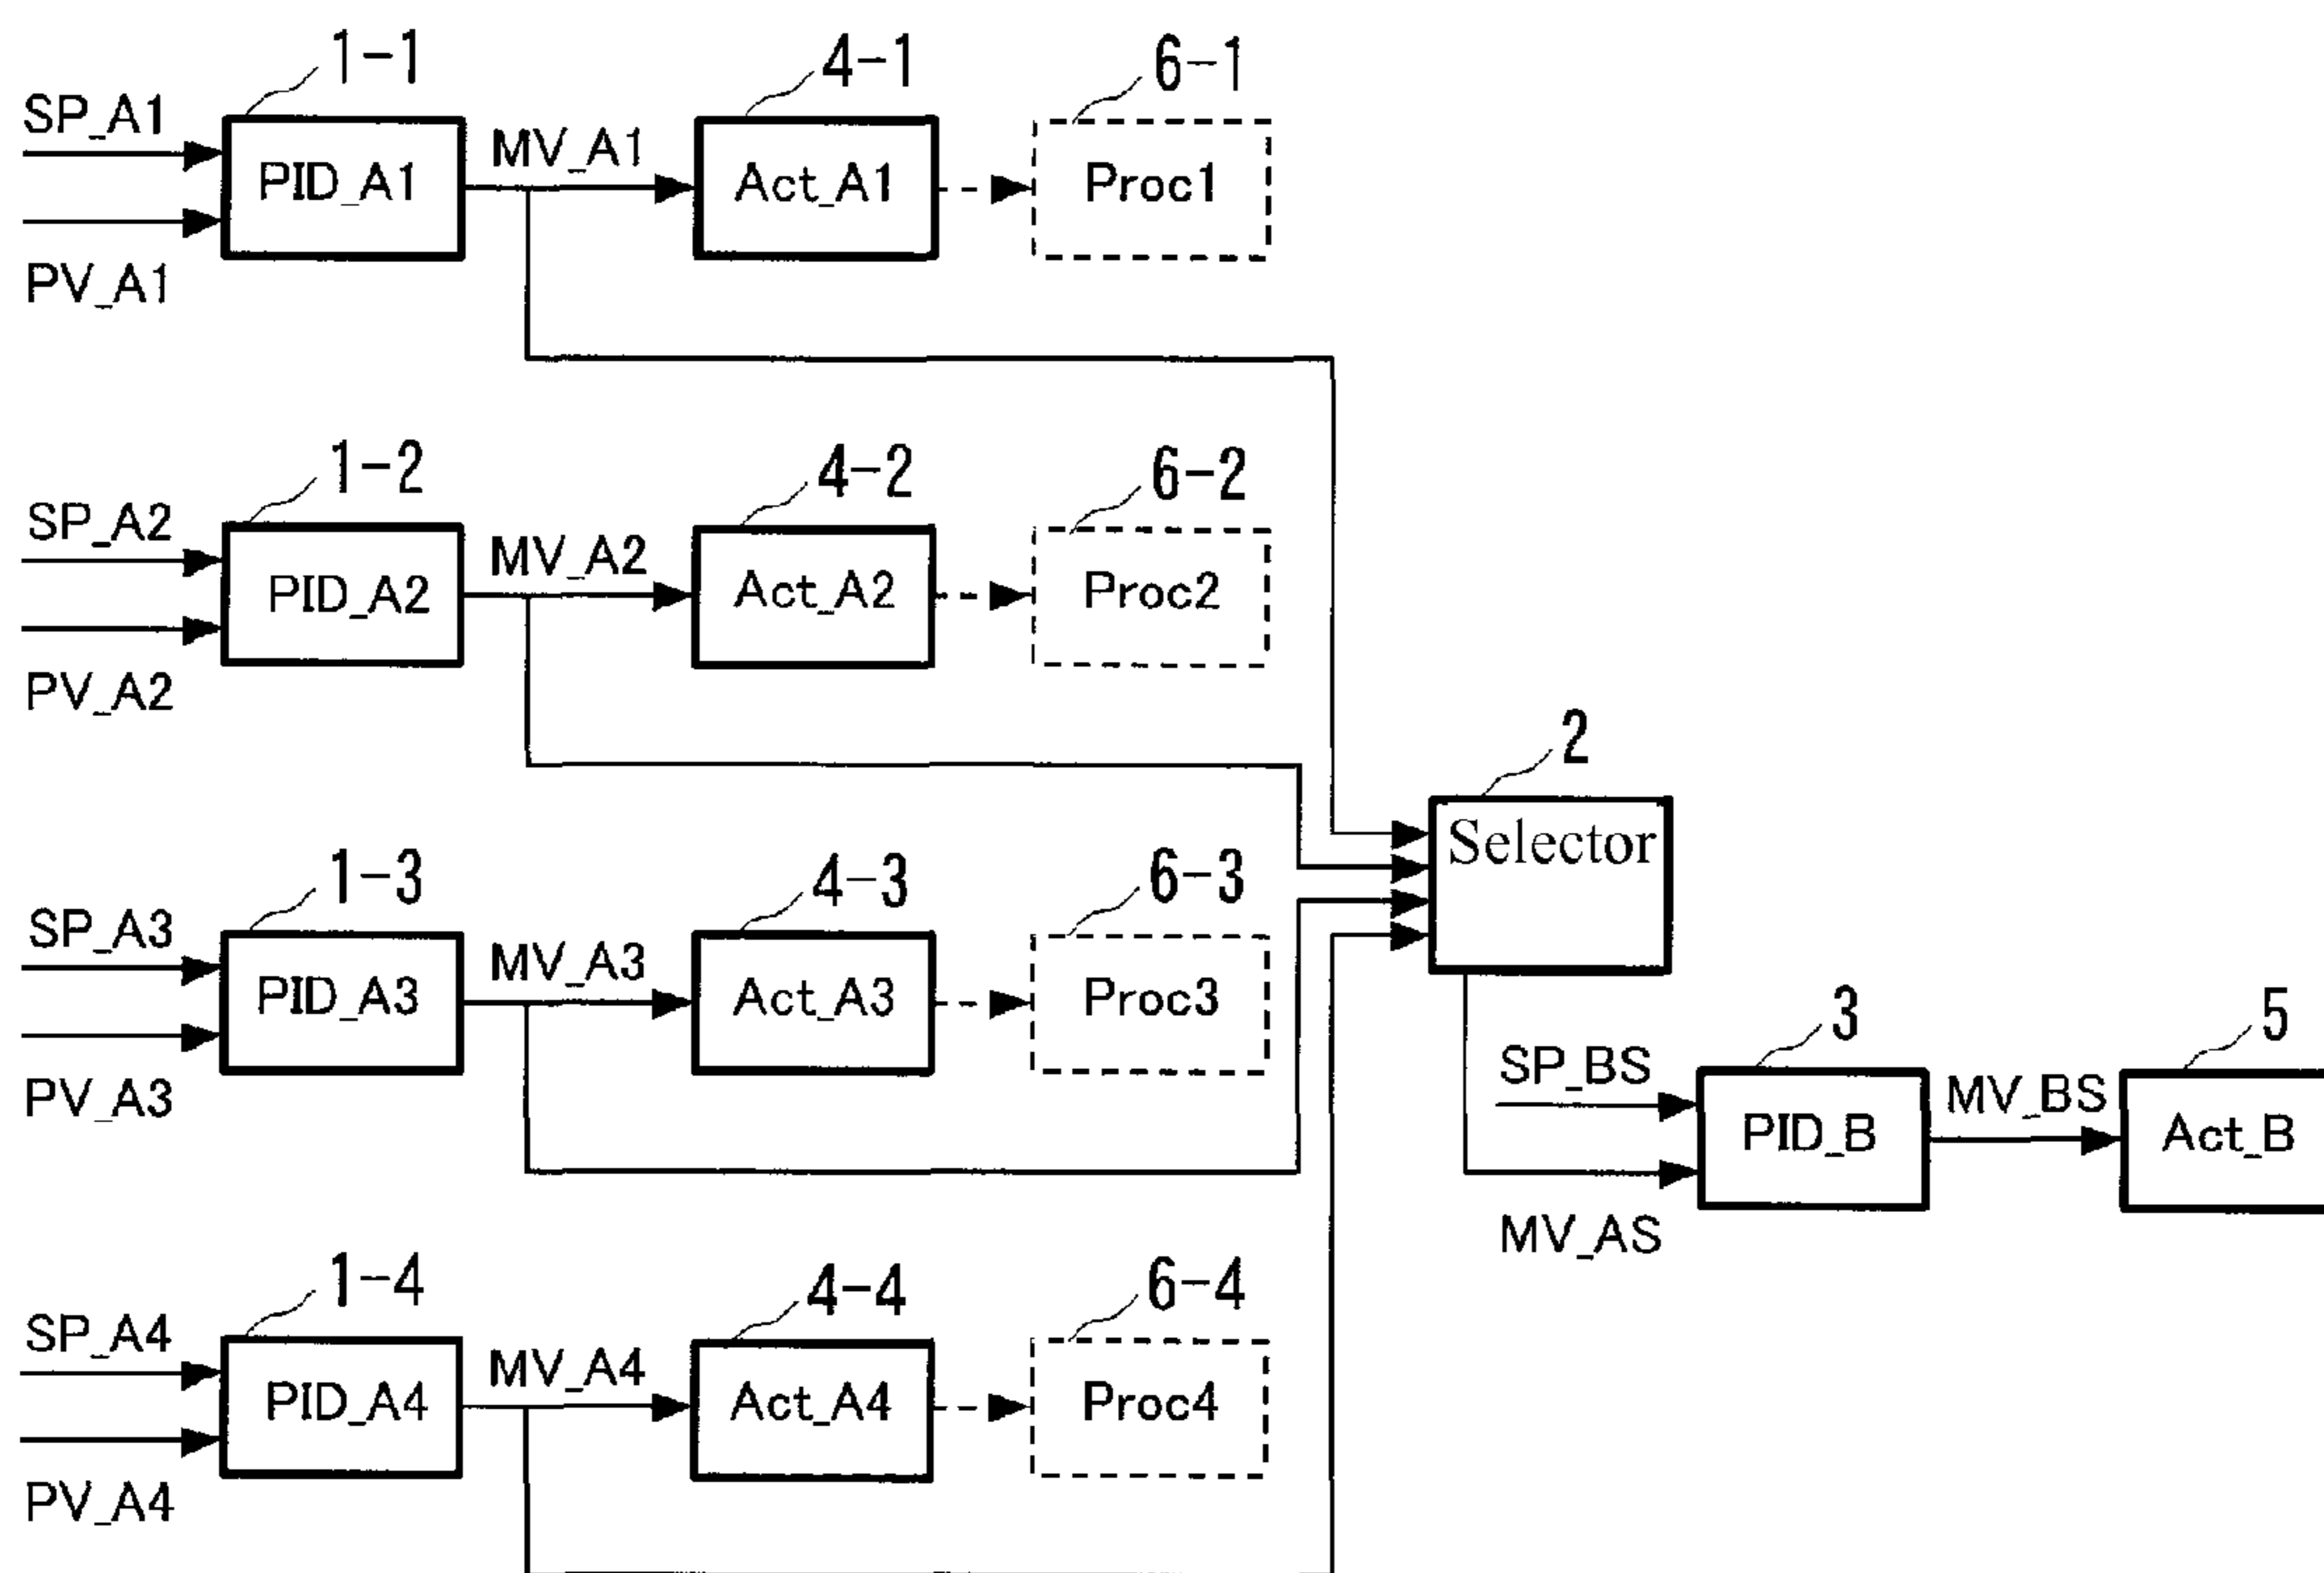 1-1
4-1
6-1
SP_A1
PID_A1
MV_A1
Act_A1
Proc1
PV_A1
1-2
4-2
6-2
SP_A2
PID_A2
MV_A2
Act_A2
Proc2
PV_A2
2
Selector
1-3
4-3
6-3
SP_A3
PID_A3
MV_A3
Act_A3
Proc3
PV_A3
3
5
SP_BS
PID_B
MV_BS
Act_B
MV_AS
1-4
4-4
6-4
SP_A4
PID_A4
MV_A4
Act_A4
Proc4
PV_A4